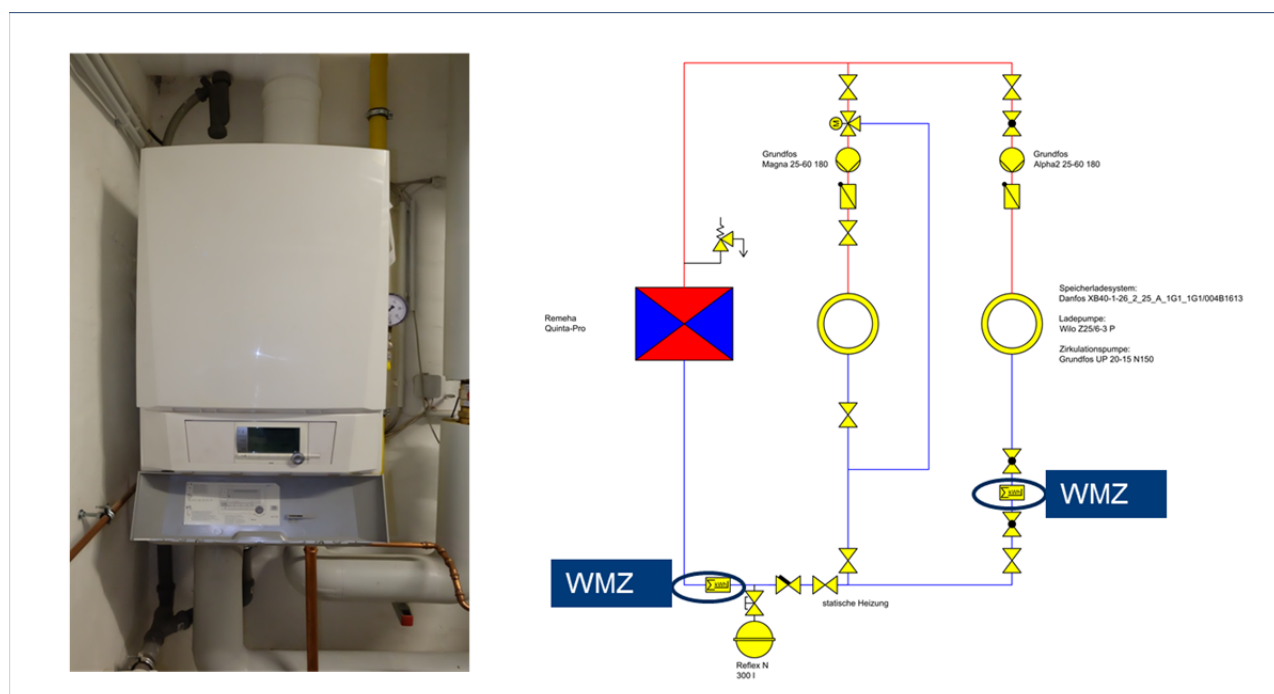 Grundfos
Magna 25-60 180
Grundfos
Alpha2 25-60 180
M
Remeha
Quinta-Pro
Speicherladesystem:
Danfos XB40-1-26_2_25_A_1G1_1G1/004B1613
Ladepumpe:
Wilo Z25/6-3 P
Zirkulationspumpe:
Grundfos UP 20-15 N150
WMZ
WMZ
statische Heizung
Reflex N
300 l